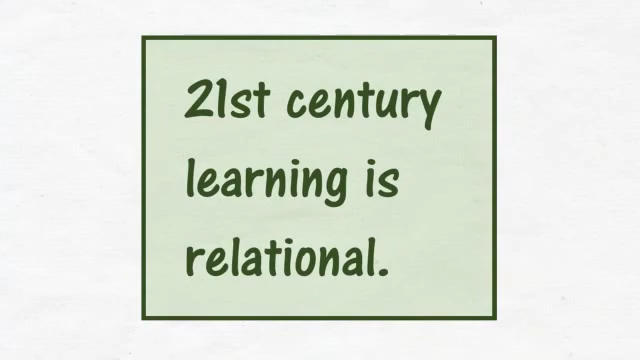 21st century
learning is
relational.